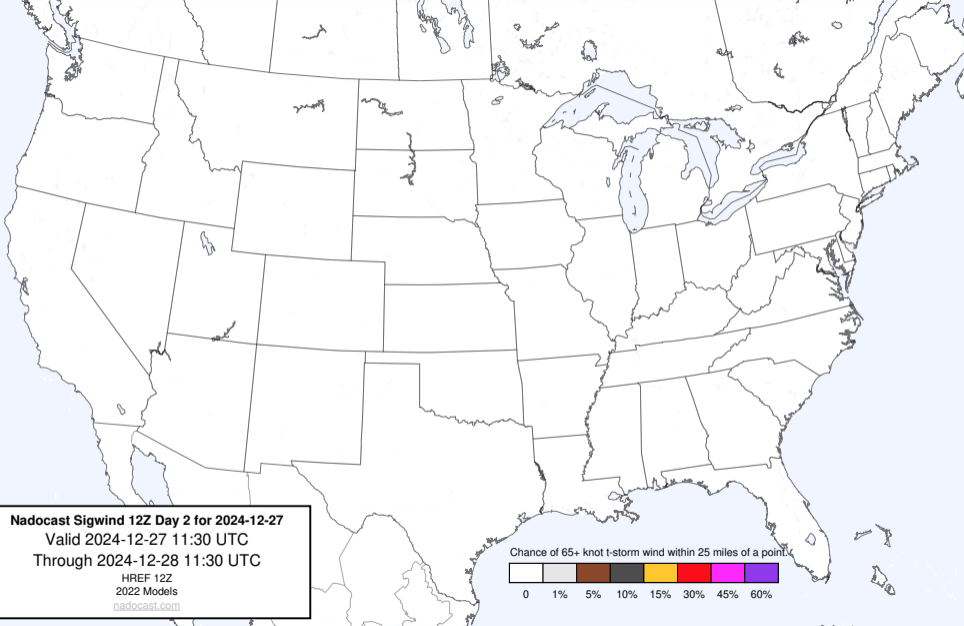 Nadocast Sigwind 12Z Day 2 for 2024-12-27
Valid 2024-12-27 11:30 UTC
Through 2024-12-28 11:30 UTC
HREF 12Z
2022 Models
nadocast.com
Chance of 65+ knot t-storm wind within 25 miles of a point.
0 1% 5% 10% 15% 30% 45% 60%